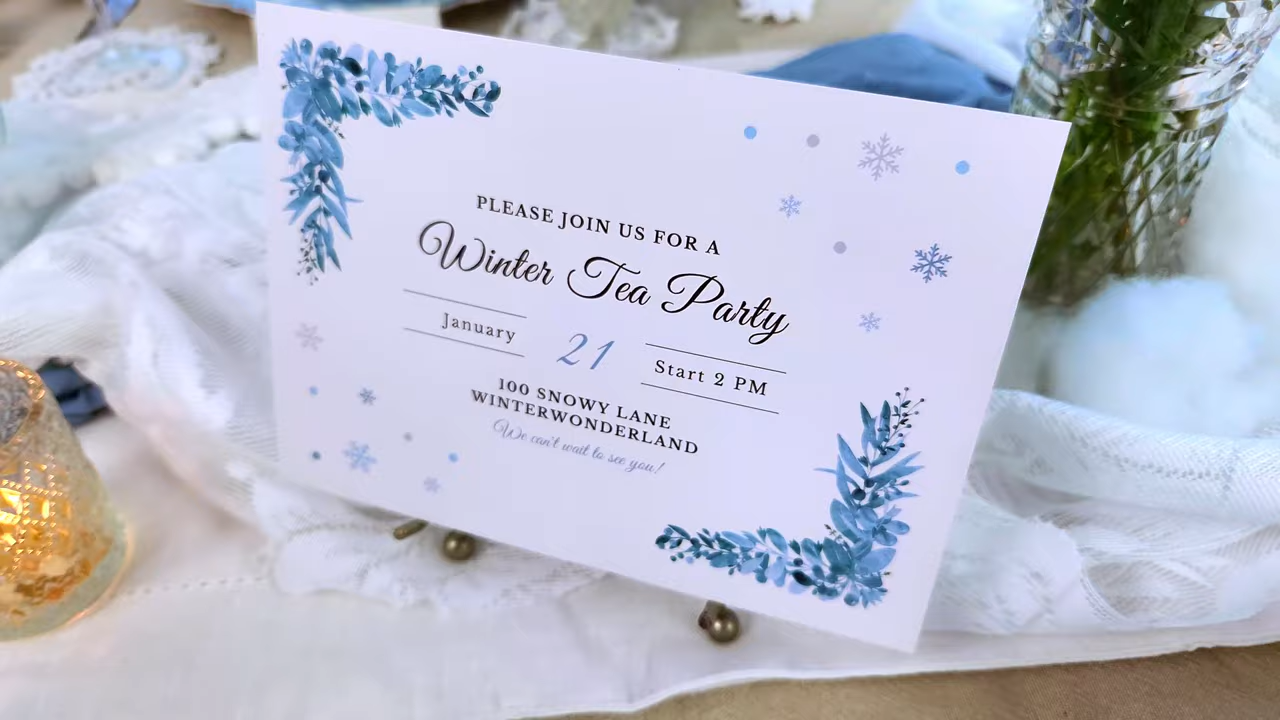 PLEASE JOIN US FOR A
Winter Tea Party
January 21 Start 2 PM
100 SNOWY LANE
WINTERWONDERLAND
We can't wait to see you!